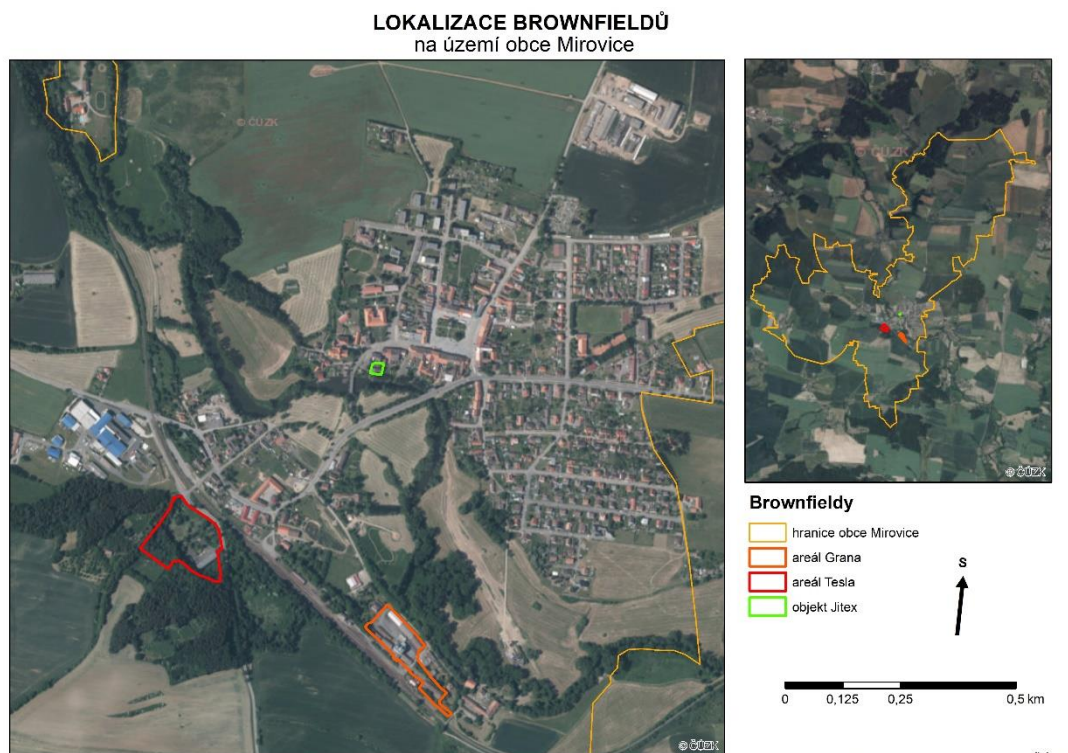 LOKALIZACE BROWNFIELDŮ
na území obce Mirovice
© ČÚZK
© ČÚZK
© ČÚZK
© ČÚZK
Brownfieldy
hranice obce Mirovice
areál Grana
areál Tesla
objekt Jitex
S
0 0,125 0,25 0,5 km